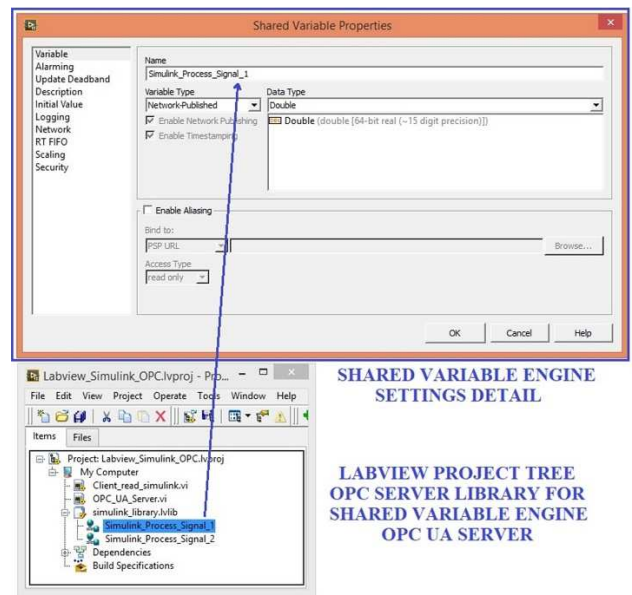 Shared Variable Properties
Variable
Alarming
Update Deadband
Description
Initial Value
Logging
Network
RT FIFO
Scaling
Security
Name
Simulink_Process_Signal_1
Variable Type
Data Type
Network-Published
Double
Enable Network Publishing
Double (double [64-bit real (~15 digit precision)])
Enable Timestamping
Enable Aliasing
Bind to:
PSP URL
Browse...
Access Type
read only
OK
Cancel
Help
Labview_Simulink_OPC.lvproj - Pro...
File Edit View Project Operate Tools Window Help
Items Files
Project: Labview_Simulink_OPC.lvproj
My Computer
Client_read_simulink.vi
OPC_UA_Server.vi
simulink_library.lvlib
Simulink_Process_Signal_1
Simulink_Process_Signal_2
Dependencies
Build Specifications
SHARED VARIABLE ENGINE
SETTINGS DETAIL
LABVIEW PROJECT TREE
OPC SERVER LIBRARY FOR
SHARED VARIABLE ENGINE
OPC UA SERVER